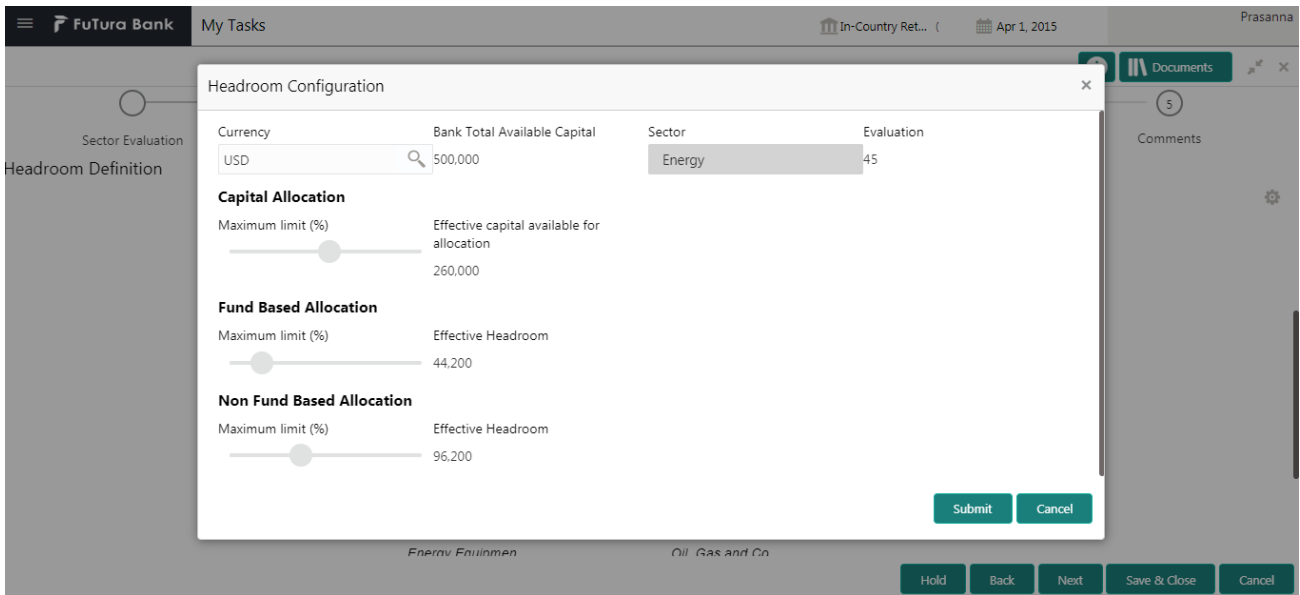 FuTura Bank
My Tasks
In-Country Ret... (
Apr 1, 2015
Prasanna
Documents
5
Sector Evaluation
Comments
Headroom Definition
Headroom Configuration
Currency
Bank Total Available Capital
Sector
Evaluation
USD
500,000
Energy
45
Capital Allocation
Maximum limit (%)
Effective capital available for
allocation
260,000
Fund Based Allocation
Maximum limit (%)
Effective Headroom
44,200
Non Fund Based Allocation
Maximum limit (%)
Effective Headroom
96,200
Submit
Cancel
Energy Equipmen
Oil, Gas and Co
Hold
Back
Next
Save & Close
Cancel